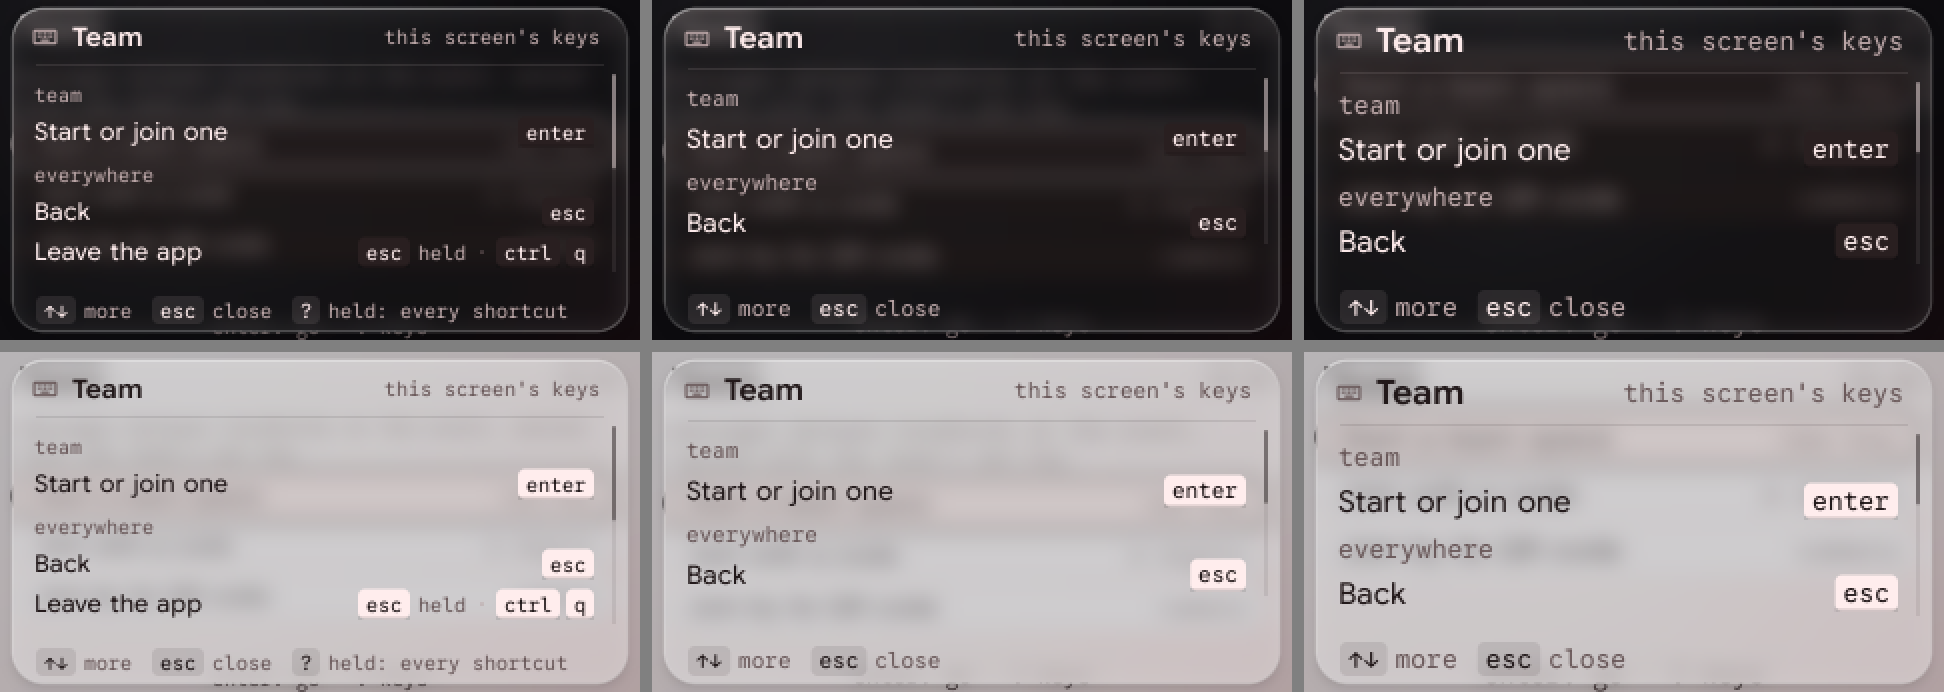 Team this screen's keys
team
Start or join one enter
everywhere
Back esc
Leave the app esc held · ctrl q
↑↓ more esc close ? held: every shortcut
Team this screen's keys
team
Start or join one enter
everywhere
Back esc
↑↓ more esc close
Team this screen's keys
team
Start or join one enter
everywhere
Back esc
↑↓ more esc close
Team this screen's keys
team
Start or join one enter
everywhere
Back esc
Leave the app esc held · ctrl q
↑↓ more esc close ? held: every shortcut
Team this screen's keys
team
Start or join one enter
everywhere
Back esc
↑↓ more esc close
Team this screen's keys
team
Start or join one enter
everywhere
Back esc
↑↓ more esc close